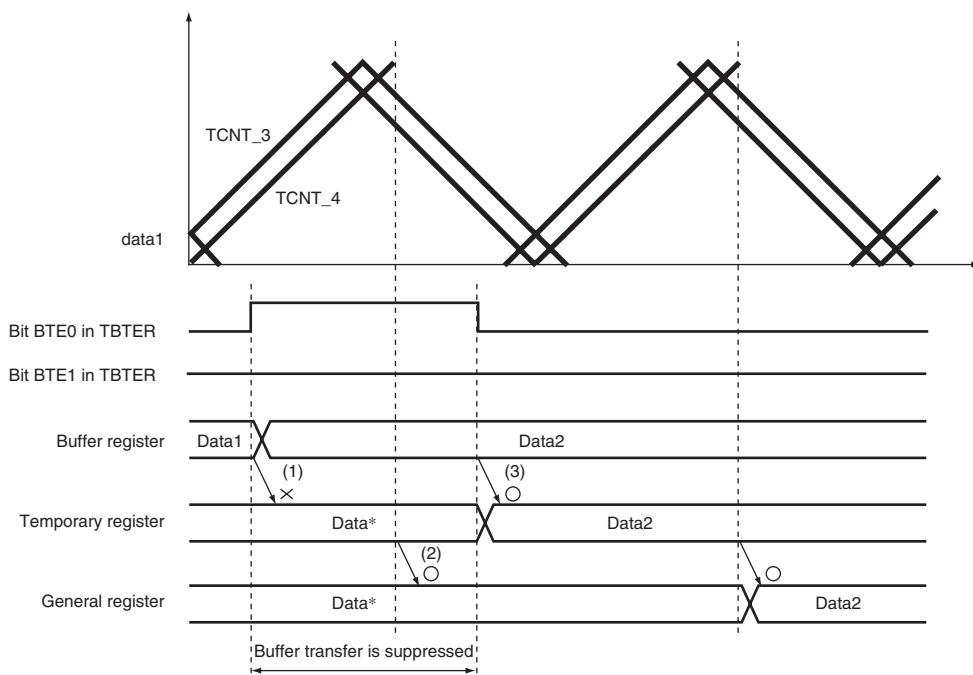 TCNT_3
TCNT_4
data1
Bit BTE0 in TBTER
Bit BTE1 in TBTER
Buffer register
Data1
Data2
(1)
(3)
Temporary register
Data*
Data2
(2)
General register
Data*
Data2
Buffer transfer is suppressed